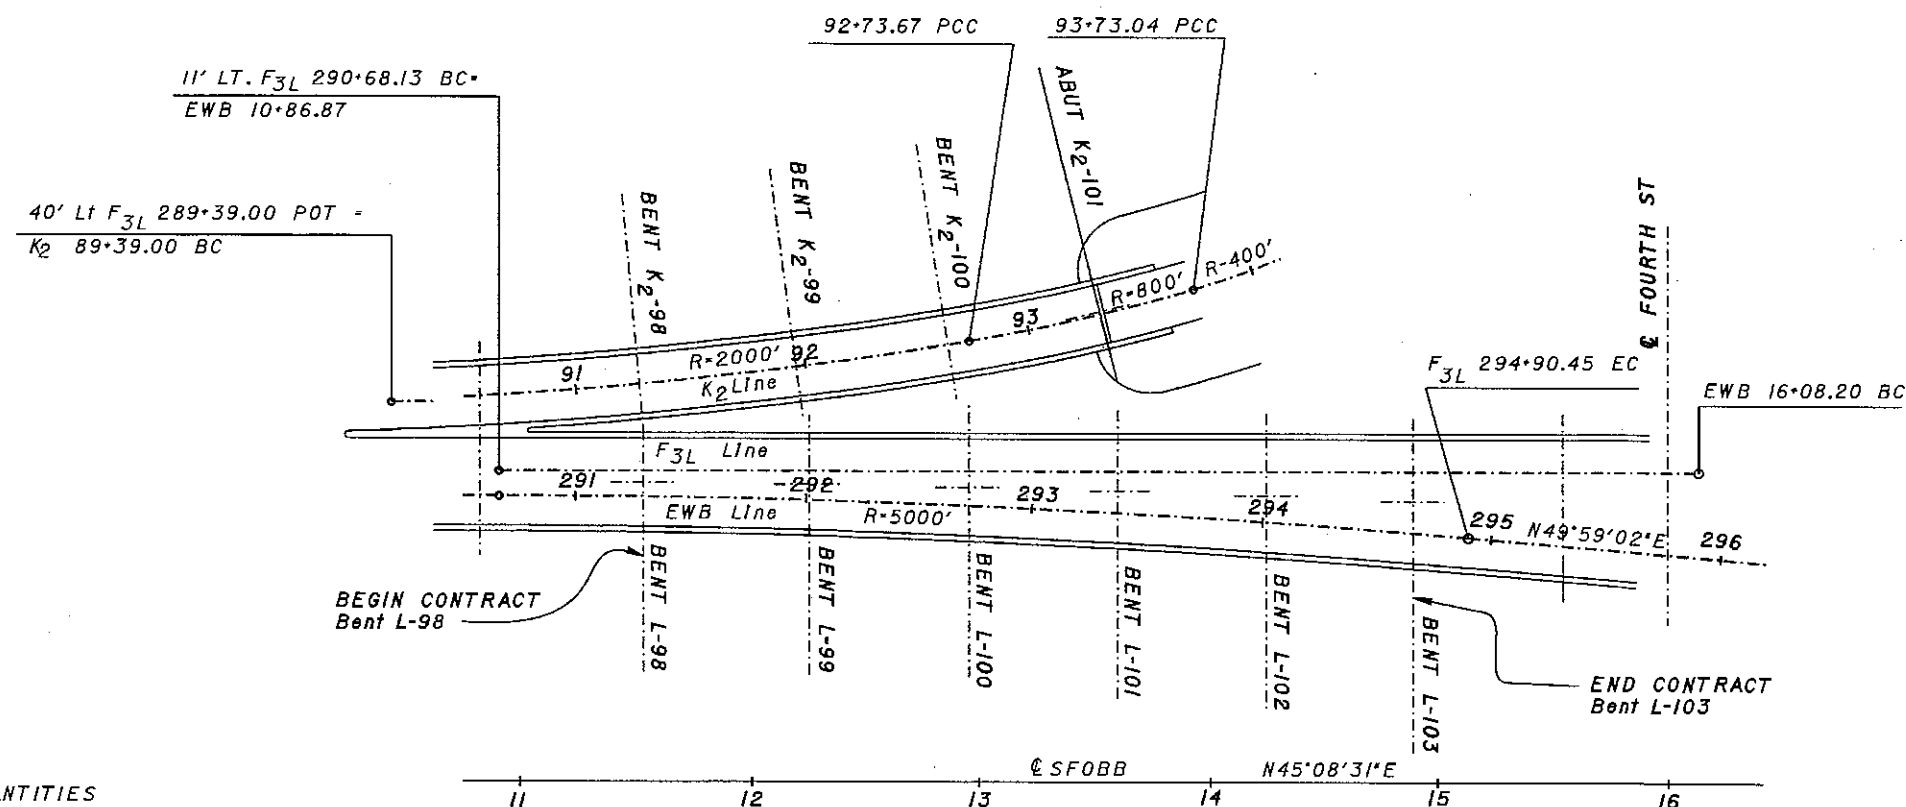 92+73.67 PCC
93+73.04 PCC
11' LT. F3L 290+68.13 BC=
EWB 10+86.87
40' Lt F3L 289+39.00 POT =
K2 89+39.00 BC
BENT K2-98
BENT K2-99
BENT K2-100
ABUT K2-101
℄ FOURTH ST
91
R=2000'
92
K2 Line
93
R=800'
R-400'
F3L 294+90.45 EC
EWB 16+08.20 BC
F3L Line
291
292
293
294
295
N49°59'02"E
296
EWB Line
R=5000'
BEGIN CONTRACT
Bent L-98
BENT L-98
BENT L-99
BENT L-100
BENT L-101
BENT L-102
BENT L-103
END CONTRACT
Bent L-103
℄ SFOBB
N45°08'31"E
NTITIES
11
12
13
14
15
16